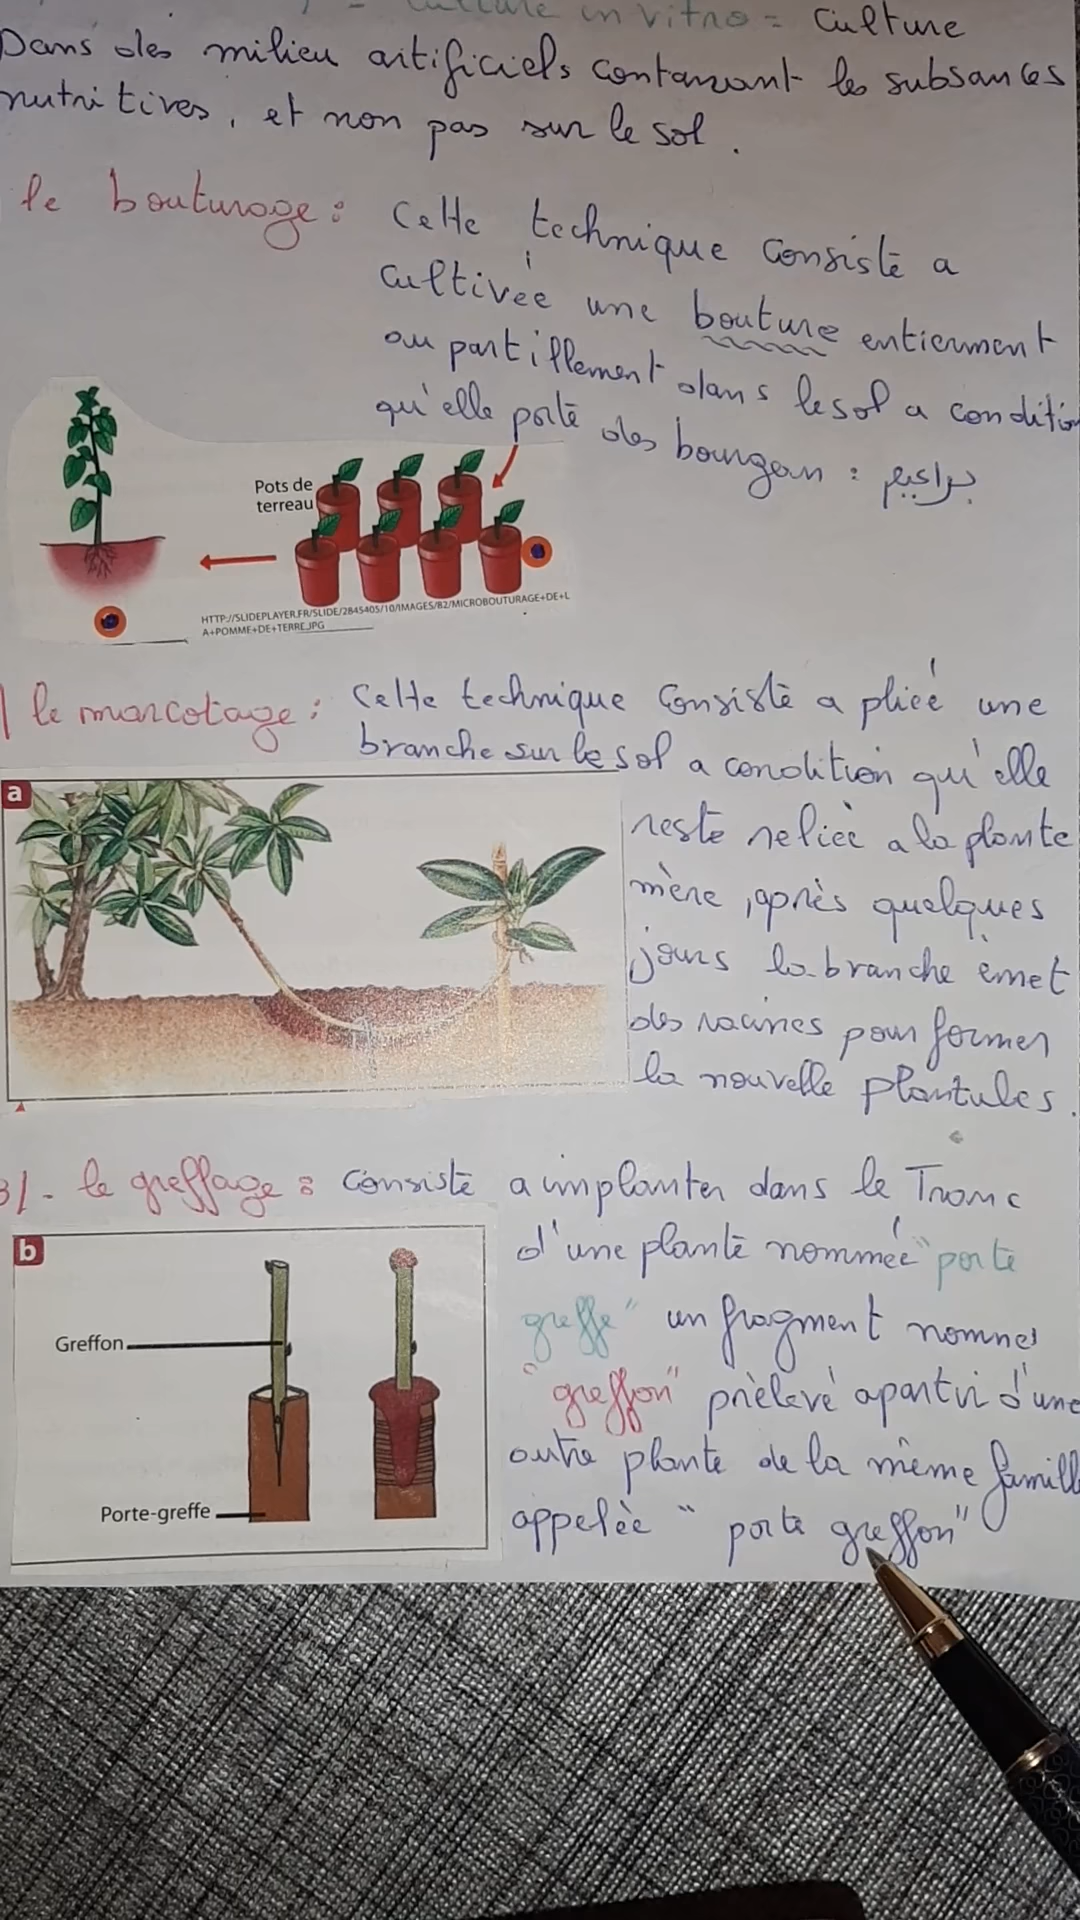 culture in vitro = culture
Dans des milieu artificiels contanant les subsances
nutritives, et non pas sur le sol.
le bouturage : Cette technique consiste a
cultivée une bouture entierment
ou partillement dans le sol a condition
qu'elle porte des bourgeon : براعم
Pots de
terreau
HTTP://SLIDEPLAYER.FR/SLIDE/2845405/10/IMAGES/82/MICROBOUTURAGE+DE+L
A+POMME+DE+TERRE.JPG
le marcotage : Cette technique Consiste a plieé une
branche sur le sol a condition qu'elle
a
reste reliée a la plante
mère, après quelques
jours la branche émet
des racines pour former
la nouvelle plantules.
3/- le greffage : Consiste a implanter dans le Tronc
b
d'une plante nommée "porte
greffe" un fragment nomme
"greffon" prélevé apartir d'une
autre plante de la même famill
appelée "porte greffon"
Greffon
Porte-greffe